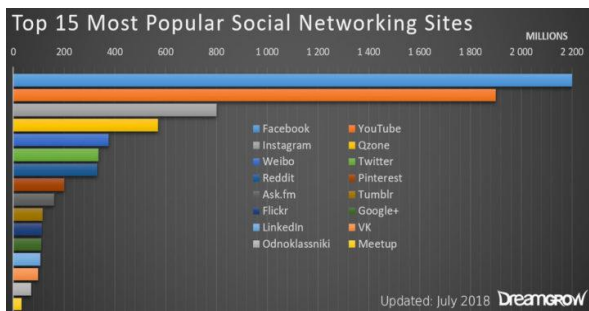 Top 15 Most Popular Social Networking Sites
MILLIONS
0 200 400 600 800 1 000 1 200 1 400 1 600 1 800 2 000 2 200
Facebook YouTube
Instagram Qzone
Weibo Twitter
Reddit Pinterest
Ask.fm Tumblr
Flickr Google+
LinkedIn VK
Odnoklassniki Meetup
Updated: July 2018 DREAMGROW